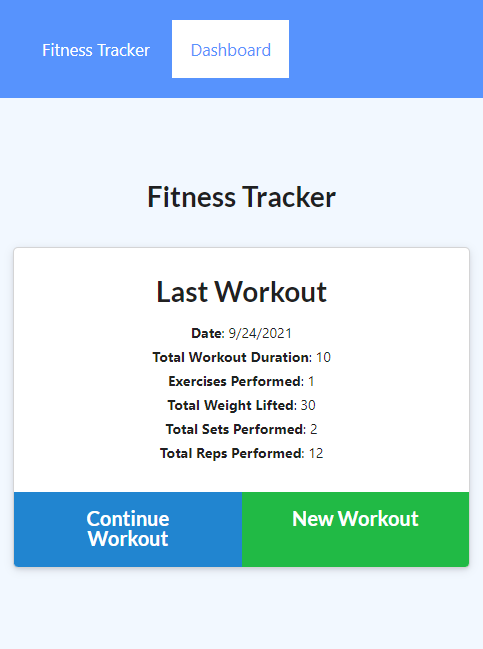 Fitness Tracker
Dashboard
Fitness Tracker
Last Workout
Date: 9/24/2021
Total Workout Duration: 10
Exercises Performed: 1
Total Weight Lifted: 30
Total Sets Performed: 2
Total Reps Performed: 12
Continue
Workout
New Workout